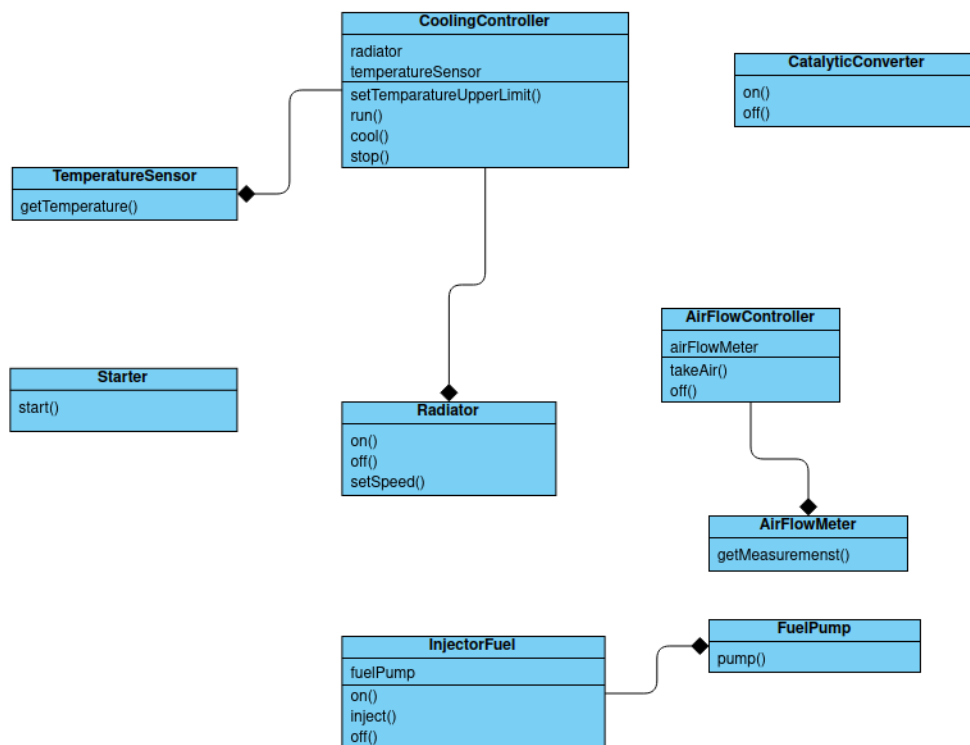 CoolingController
radiator
temperatureSensor
setTemparatureUpperLimit()
run()
cool()
stop()
CatalyticConverter
on()
off()
TemperatureSensor
getTemperature()
AirFlowController
airFlowMeter
takeAir()
off()
Starter
start()
Radiator
on()
off()
setSpeed()
AirFlowMeter
getMeasuremenst()
InjectorFuel
fuelPump
on()
inject()
off()
FuelPump
pump()